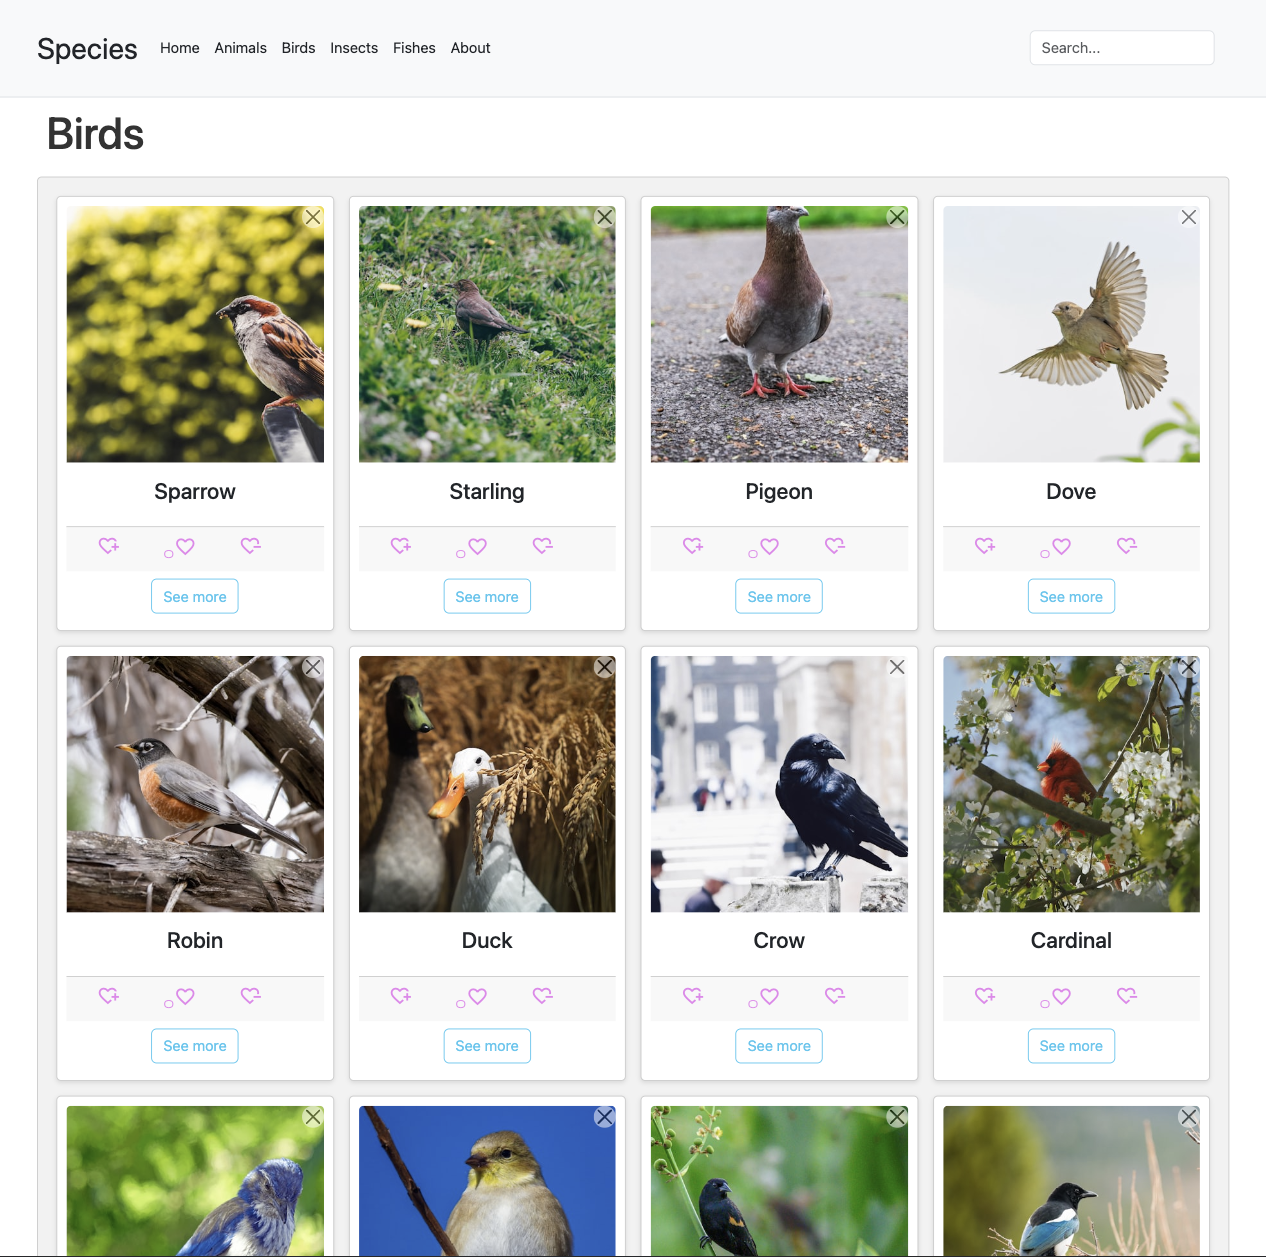 Species Home Animals Birds Insects Fishes About Search...
Birds
Sparrow Starling Pigeon Dove
See more See more See more See more
Robin Duck Crow Cardinal
See more See more See more See more